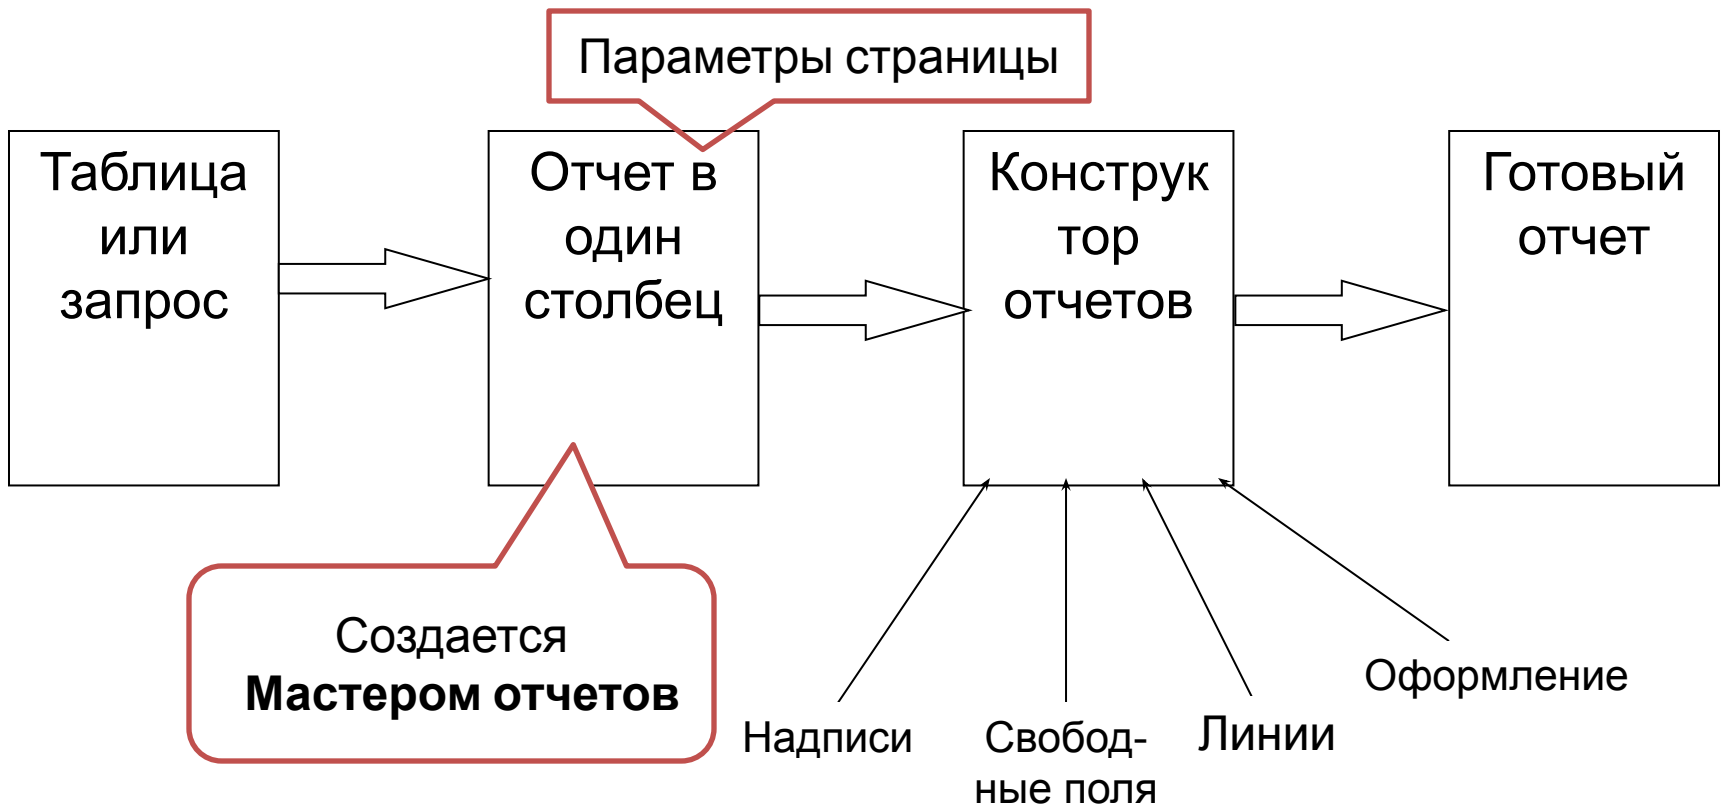 Параметры страницы
Таблица
или
запрос
Отчет в
один
столбец
Конструк
тор
отчетов
Готовый
отчет
Создается
Мастером отчетов
Надписи
Свобод-
ные поля
Линии
Оформление